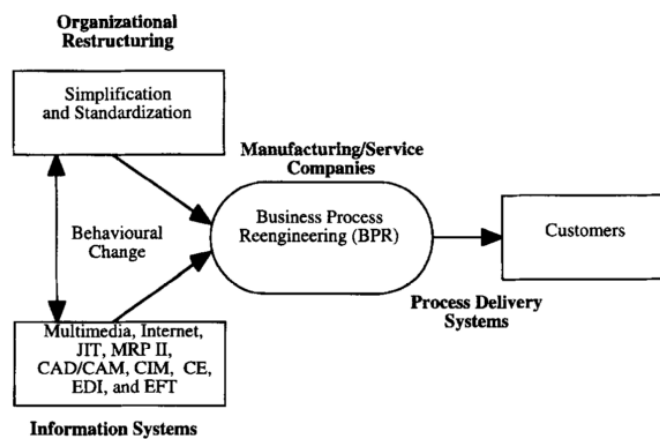 Organizational
Restructuring
Simplification
and Standardization
Manufacturing/Service
Companies
Behavioural
Change
Business Process
Reengineering (BPR)
Customers
Process Delivery
Systems
Multimedia, Internet,
JIT, MRP II,
CAD/CAM, CIM, CE,
EDI, and EFT
Information Systems